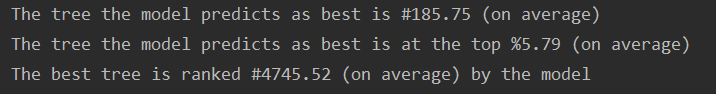 The tree the model predicts as best is #185.75 (on average)
The tree the model predicts as best is at the top %5.79 (on average)
The best tree is ranked #4745.52 (on average) by the model